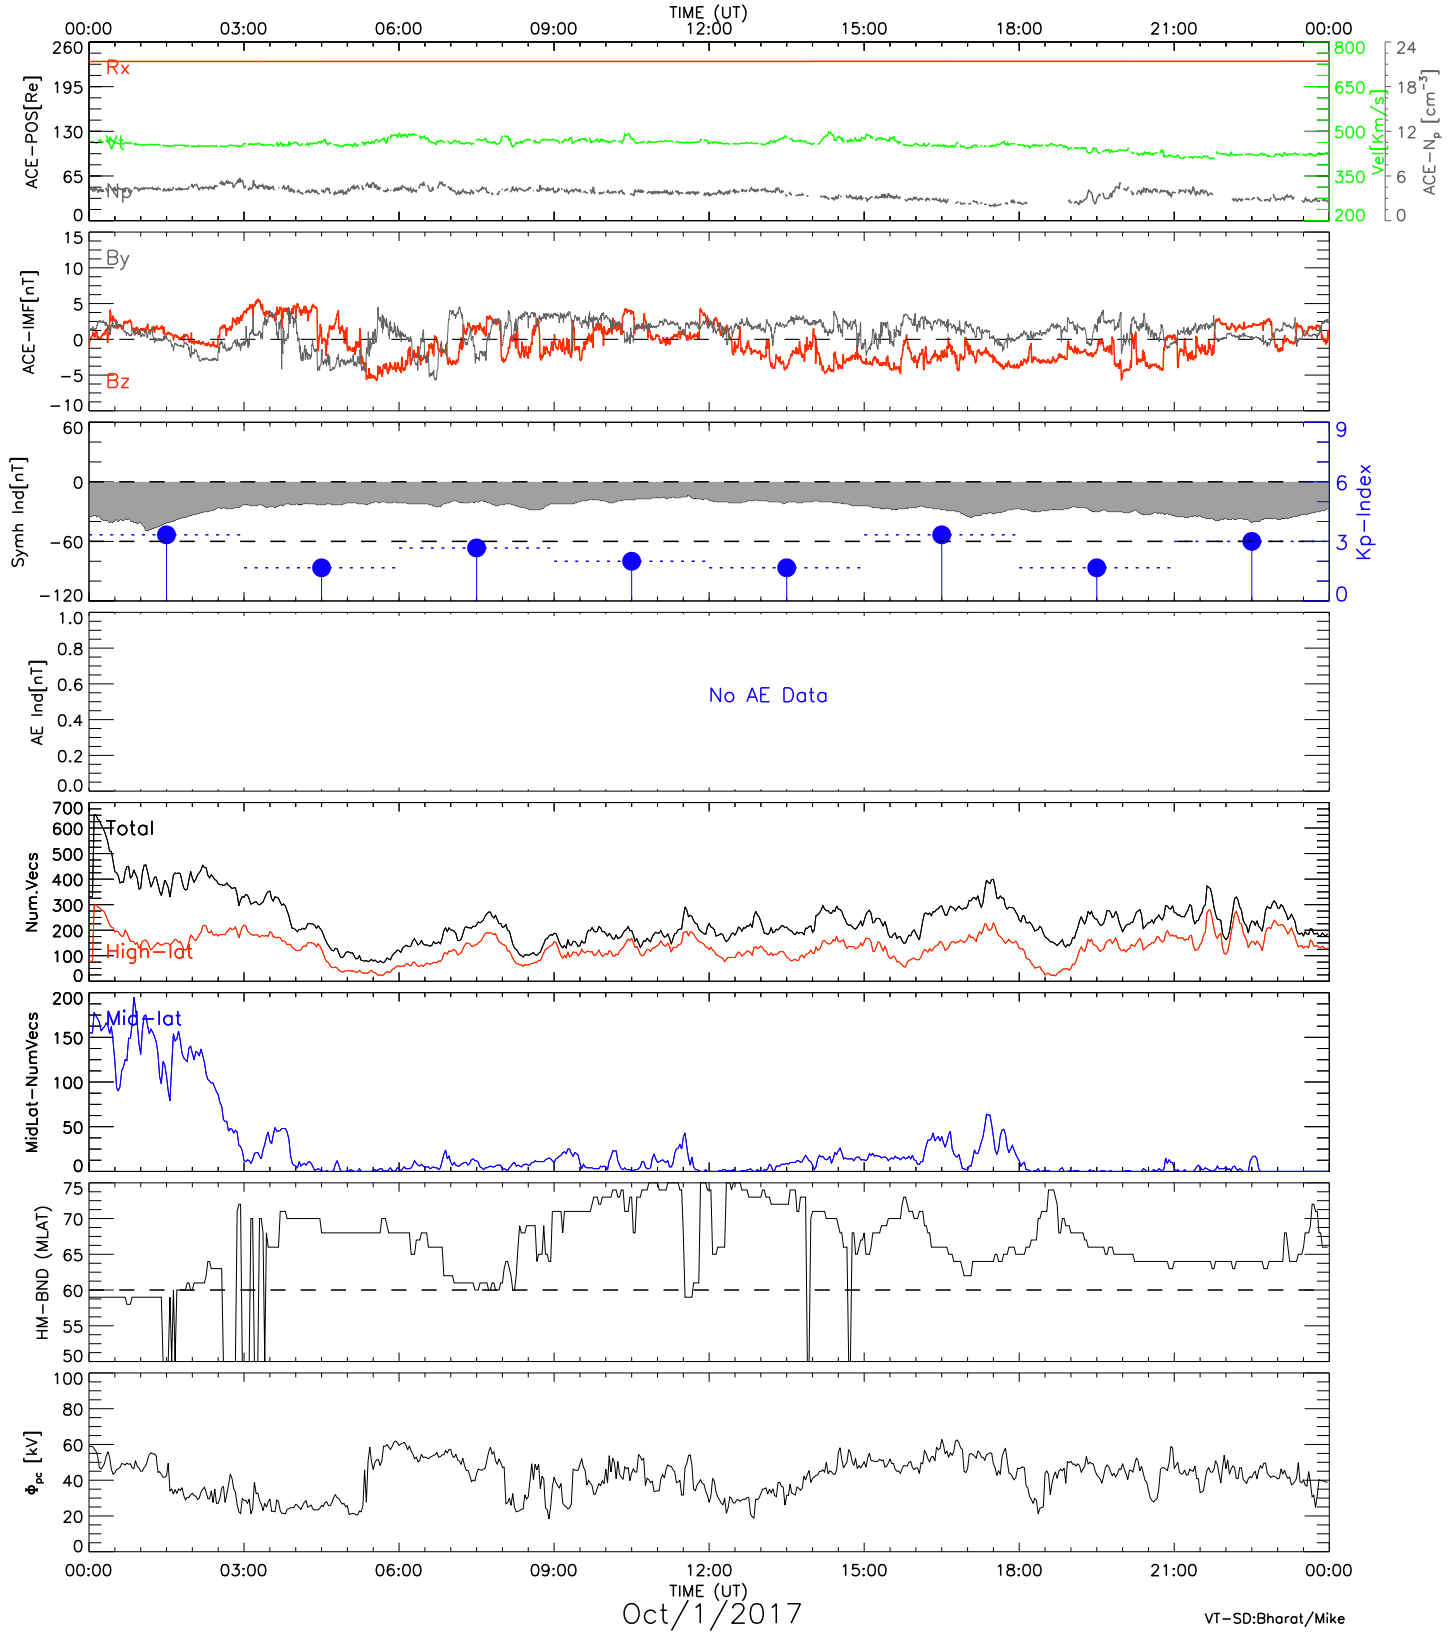 TIME (UT)
00:00 03:00 06:00 09:00 12:00 15:00 18:00 21:00 00:00
260 195 130 65 0
ACE-POS[Re]
Rx
Vt
Np
800 650 500 350 200
Vel[Km/s]
24 18 12 6 0
ACE-Np [cm⁻³]
15 10 5 0 -5 -10
ACE-IMF[nT]
By
Bz
60 0 -60 -120
Symh Ind[nT]
9 6 3 0
Kp-Index
1.0 0.8 0.6 0.4 0.2 0.0
AE Ind[nT]
No AE Data
700 600 500 400 300 200 100 0
Num.Vecs
Total
High-lat
200 150 100 50 0
MidLat-NumVecs
Mid-lat
75 70 65 60 55 50
HM-BND (MLAT)
100 80 60 40 20 0
Φpc [kV]
00:00 03:00 06:00 09:00 12:00 15:00 18:00 21:00 00:00
TIME (UT)
Oct/1/2017
VT-SD:Bharat/Mike